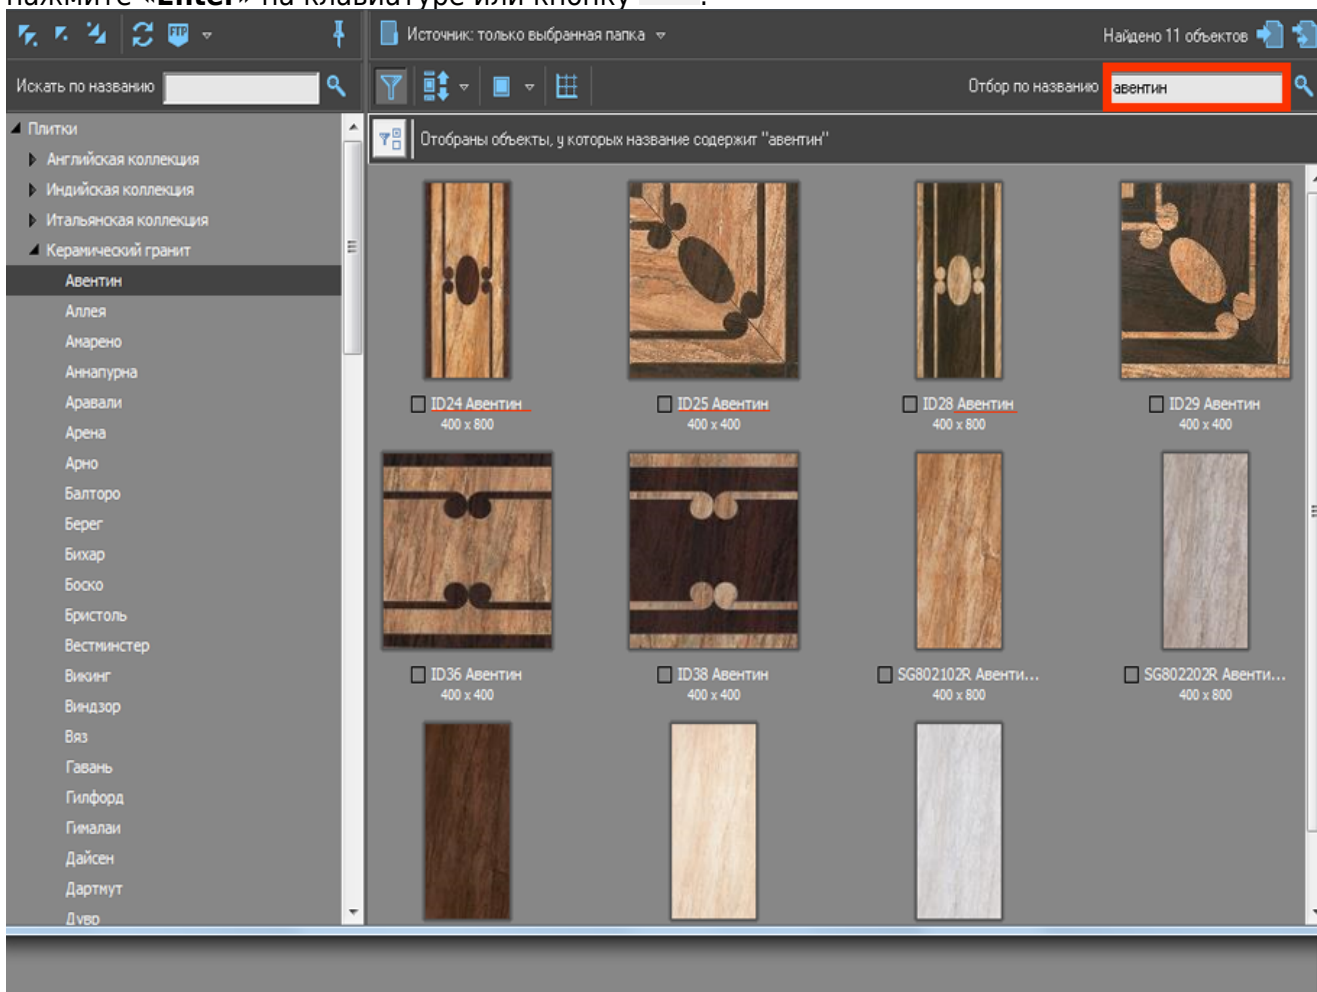 нажмите «Enter» на клавиатуре или кнопку .
FTP
Источник: только выбранная папка
Найдено 11 объектов
Искать по названию
Отбор по названию
авентин
Отобраны объекты, у которых название содержит "авентин"
Плитки
Английская коллекция
Индийская коллекция
Итальянская коллекция
Керамический гранит
Авентин
Аллея
Амарено
Аннапурна
Аравали
Арена
Арно
Балторо
Берег
Бихар
Боско
Бристоль
Вестминстер
Викинг
Виндзор
Вяз
Гавань
Гилфорд
Гималаи
Дайсен
Дартмут
Дувр
ID24 Авентин
400 x 800
ID25 Авентин
400 x 400
ID28 Авентин
400 x 800
ID29 Авентин
400 x 400
ID36 Авентин
400 x 400
ID38 Авентин
400 x 400
SG802102R Авенти...
400 x 800
SG802202R Авенти...
400 x 800